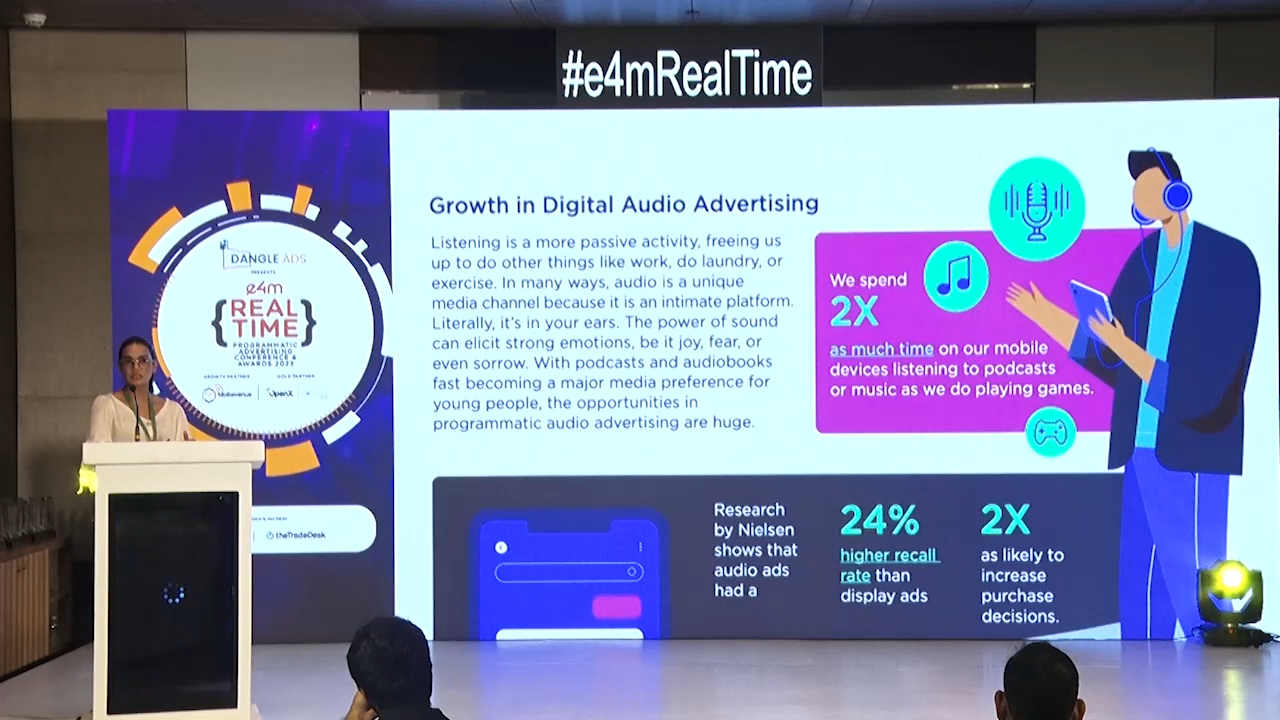 #e4mRealTime
DANGLE ADS
PRESENTS
e4m
{REAL
TIME}
PROGRAMMATIC
ADVERTISING
CONFERENCE &
AWARDS 2023
GROWTH PARTNER
GOLD PARTNER
Mobavenue
OpenX
theTradeDesk
Growth in Digital Audio Advertising
Listening is a more passive activity, freeing us
up to do other things like work, do laundry, or
exercise. In many ways, audio is a unique
media channel because it is an intimate platform.
Literally, it's in your ears. The power of sound
can elicit strong emotions, be it joy, fear, or
even sorrow. With podcasts and audiobooks
fast becoming a major media preference for
young people, the opportunities in
programmatic audio advertising are huge.
We spend
2X
as much time on our mobile
devices listening to podcasts
or music as we do playing games.
Research
by Nielsen
shows that
audio ads
had a
24%
higher recall
rate than
display ads
2X
as likely to
increase
purchase
decisions.